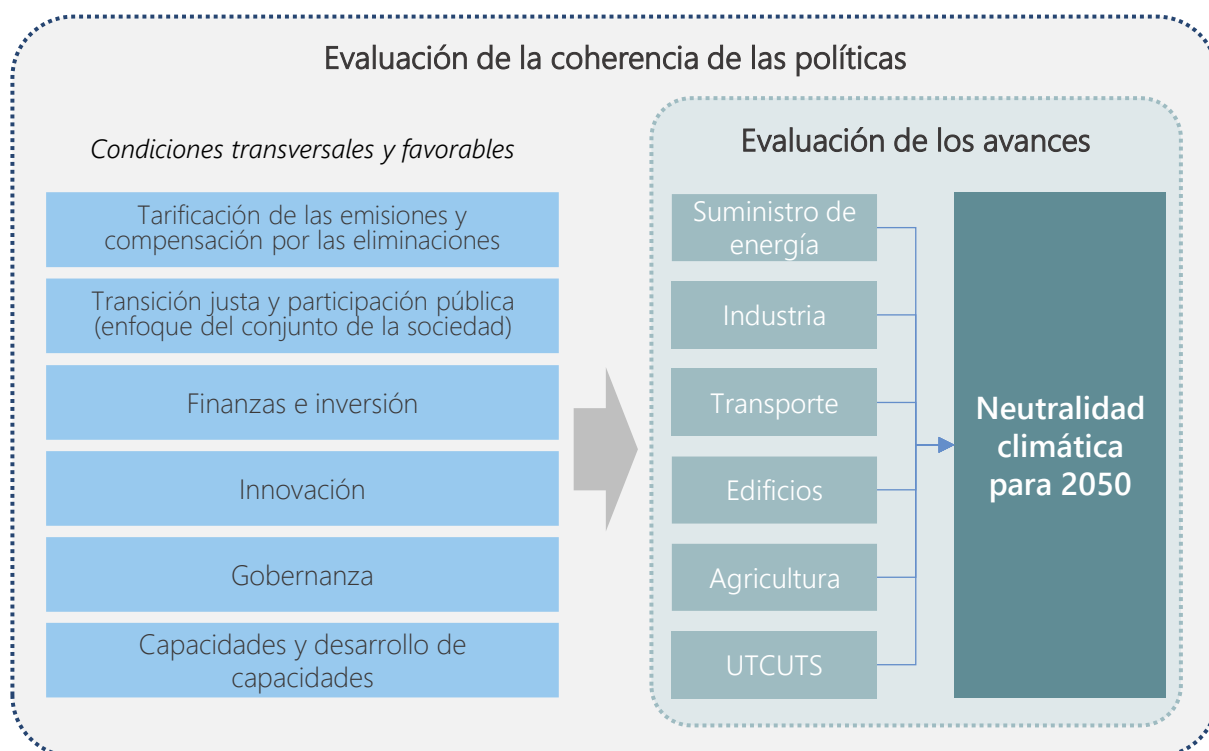 Evaluación de la coherencia de las políticas
Condiciones transversales y favorables
Tarificación de las emisiones y
compensación por las eliminaciones
Transición justa y participación pública
(enfoque del conjunto de la sociedad)
Finanzas e inversión
Innovación
Gobernanza
Capacidades y desarrollo de
capacidades
Evaluación de los avances
Suministro de
energía
Industria
Transporte
Edificios
Agricultura
UTCUTS
Neutralidad
climática
para 2050